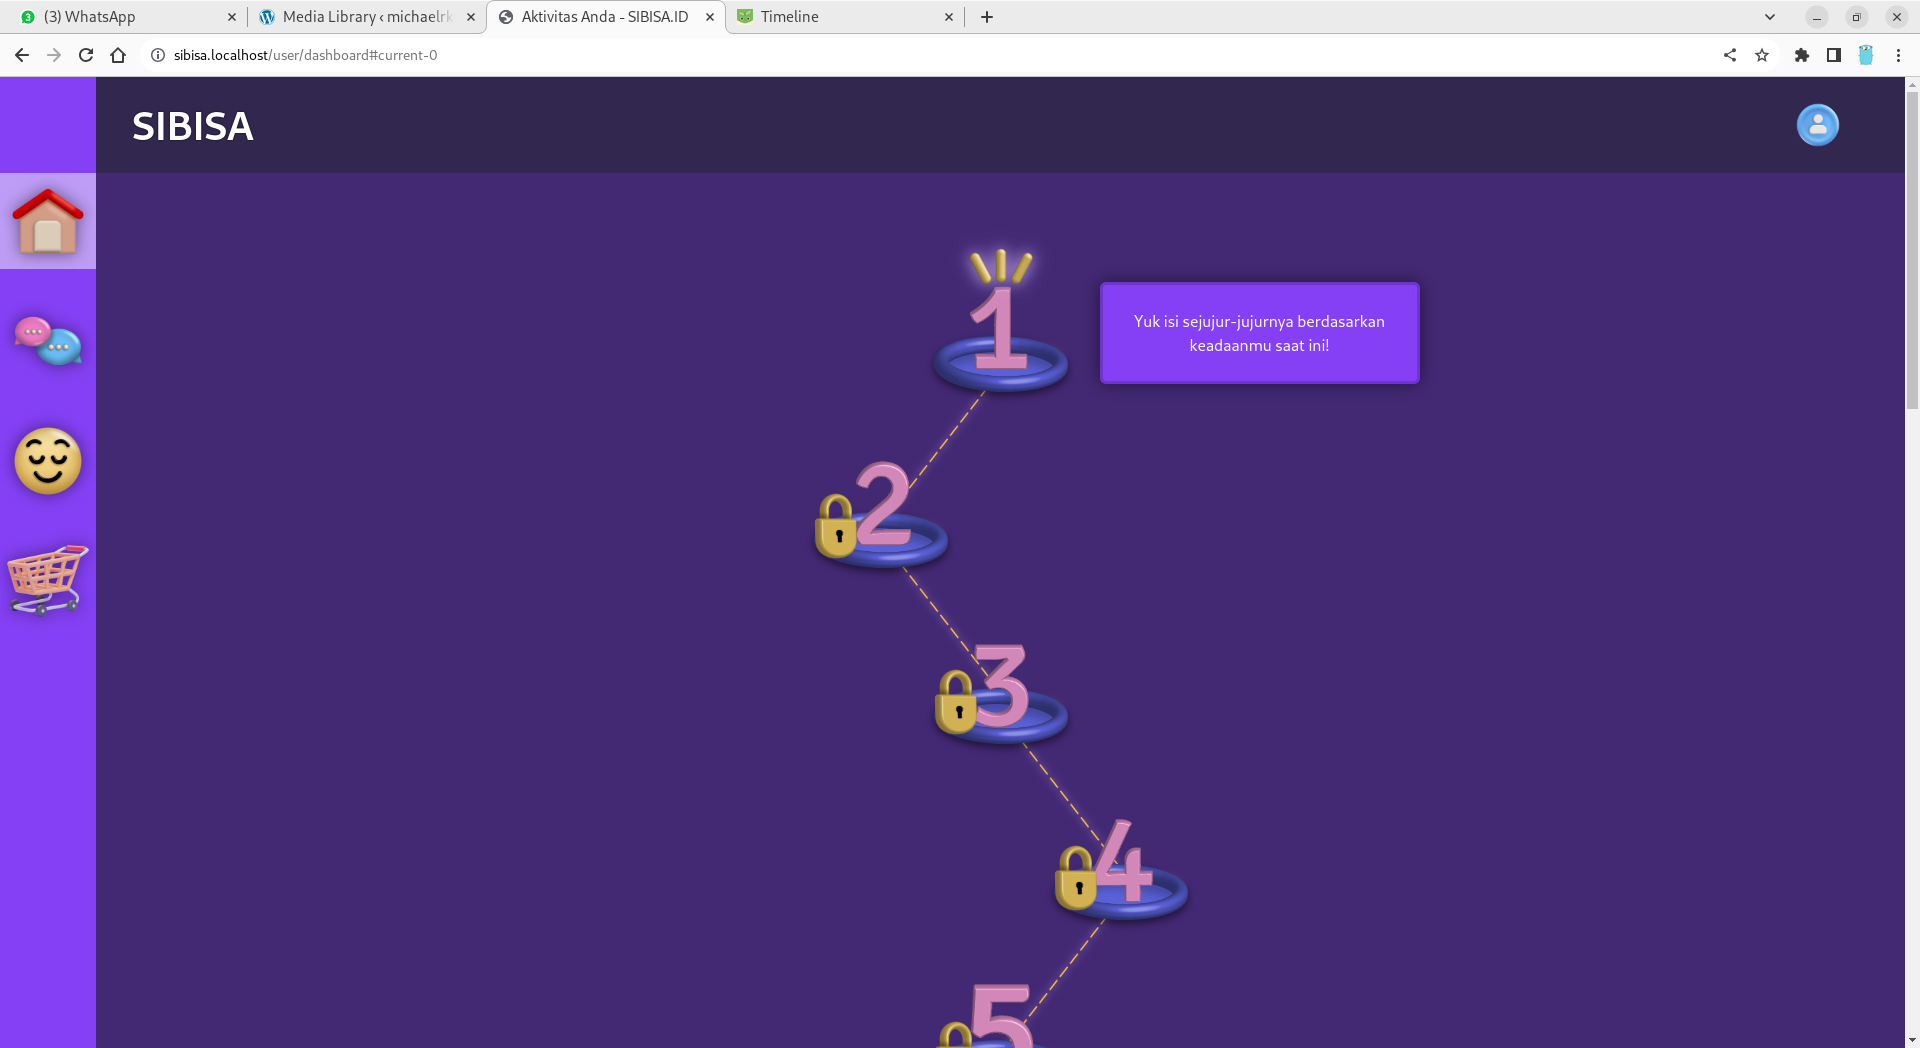 (3) WhatsApp
Media Library ‹ michaelrk
Aktivitas Anda - SIBISA.ID
Timeline
sibisa.localhost/user/dashboard#current-0
SIBISA
1
Yuk isi sejujur-jujurnya berdasarkan
keadaanmu saat ini!
2
3
4
5